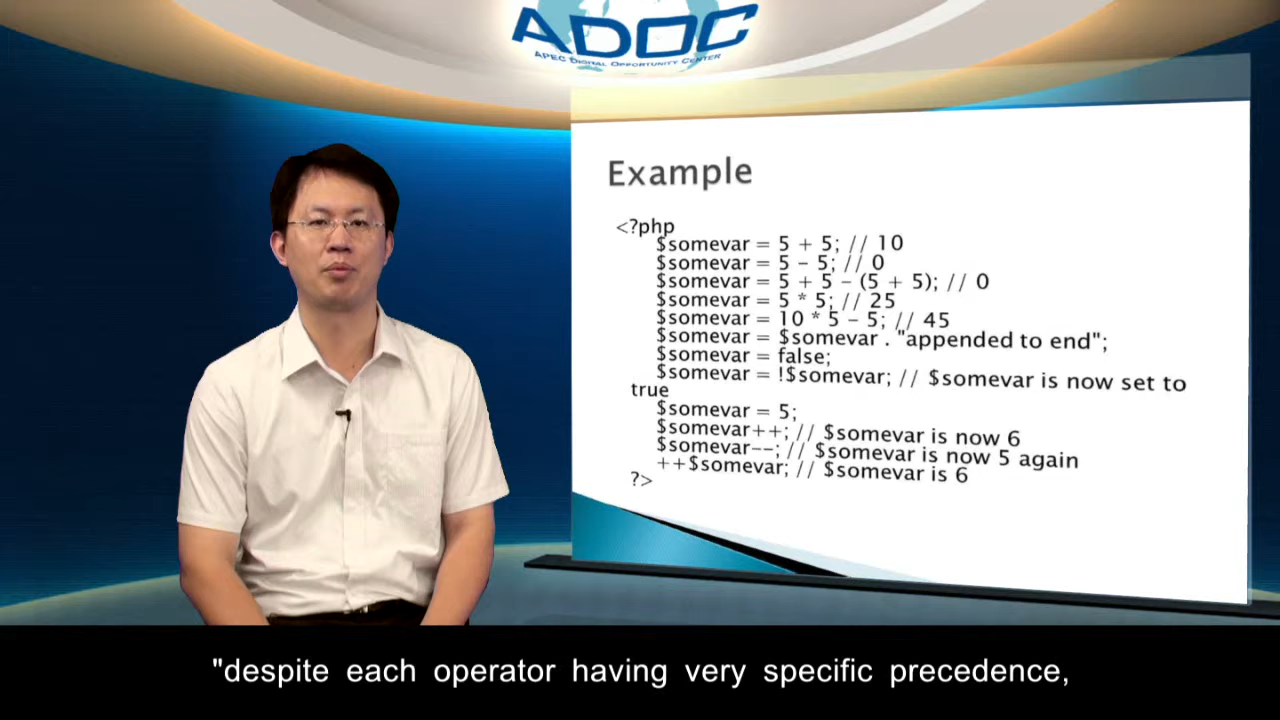 ADOC
APEC DIGITAL OPPORTUNITY CENTER
Example
<?php
$somevar = 5 + 5; // 10
$somevar = 5 - 5; // 0
$somevar = 5 + 5 - (5 + 5); // 0
$somevar = 5 * 5; // 25
$somevar = 10 * 5 - 5; // 45
$somevar = $somevar . "appended to end";
$somevar = false;
$somevar = !$somevar; // $somevar is now set to
true
$somevar = 5;
$somevar++; // $somevar is now 6
$somevar--; // $somevar is now 5 again
++$somevar; // $somevar is 6
?>
"despite each operator having very specific precedence,